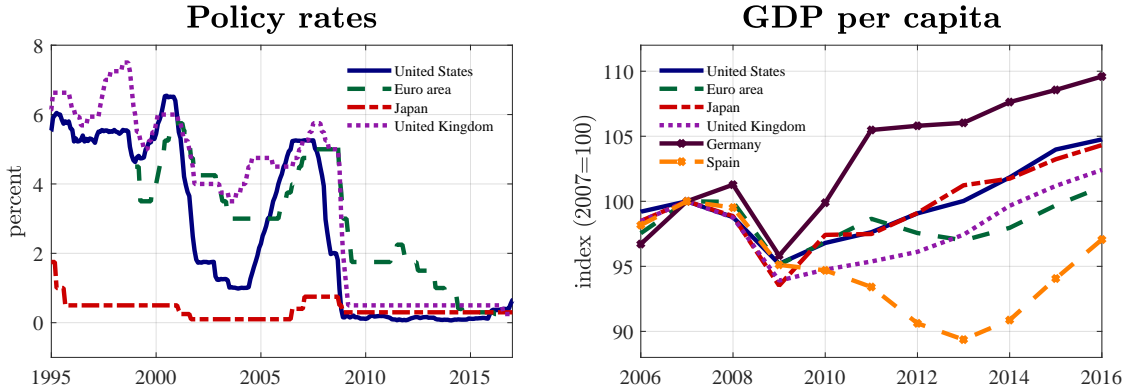 Policy rates
percent
8
6
4
2
0
1995 2000 2005 2010 2015
United States
Euro area
Japan
United Kingdom
GDP per capita
index (2007=100)
110
105
100
95
90
2006 2008 2010 2012 2014 2016
United States
Euro area
Japan
United Kingdom
Germany
Spain